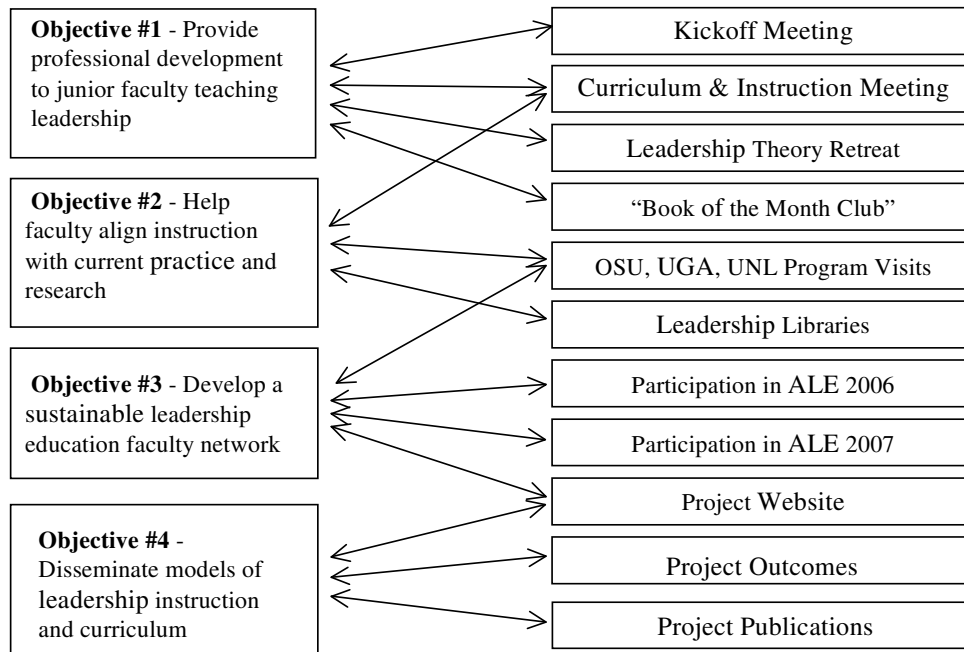 Objective #1 - Provide
professional development
to junior faculty teaching
leadership
Objective #2 - Help
faculty align instruction
with current practice and
research
Objective #3 - Develop a
sustainable leadership
education faculty network
Objective #4 -
Disseminate models of
leadership instruction
and curriculum
Kickoff Meeting
Curriculum & Instruction Meeting
Leadership Theory Retreat
“Book of the Month Club”
OSU, UGA, UNL Program Visits
Leadership Libraries
Participation in ALE 2006
Participation in ALE 2007
Project Website
Project Outcomes
Project Publications